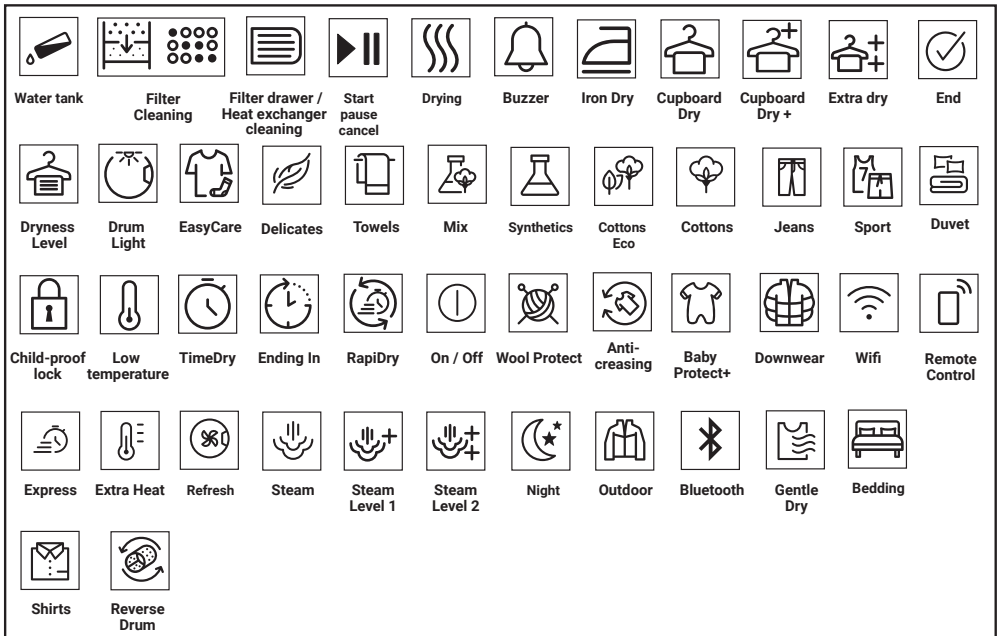 Water tank
Filter
Cleaning
Filter drawer /
Heat exchanger
cleaning
Start
pause
cancel
Drying
Buzzer
Iron Dry
Cupboard
Dry
Cupboard
Dry +
Extra dry
End
Dryness
Level
Drum
Light
EasyCare
Delicates
Towels
Mix
Synthetics
Cottons
Eco
Cottons
Jeans
7
Sport
Duvet
Child-proof
lock
Low
temperature
TimeDry
Ending In
RapiDry
On / Off
Wool Protect
Anti-
creasing
Baby
Protect+
Downwear
Wifi
Remote
Control
Express
Extra Heat
Refresh
Steam
Steam
Level 1
Steam
Level 2
Night
Outdoor
Bluetooth
Gentle
Dry
Bedding
Shirts
Reverse
Drum